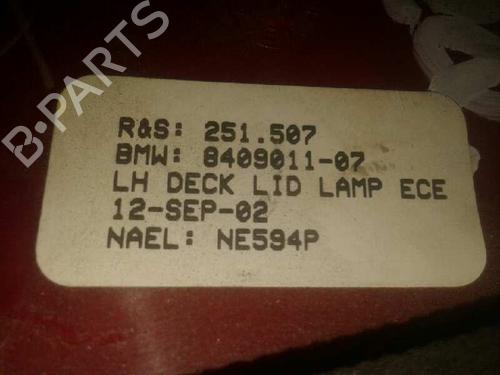 B-PARTS
R&S: 251.507
BMW: 8409011-07
LH DECK LID LAMP ECE
12-SEP-02
NAEL: NE594P